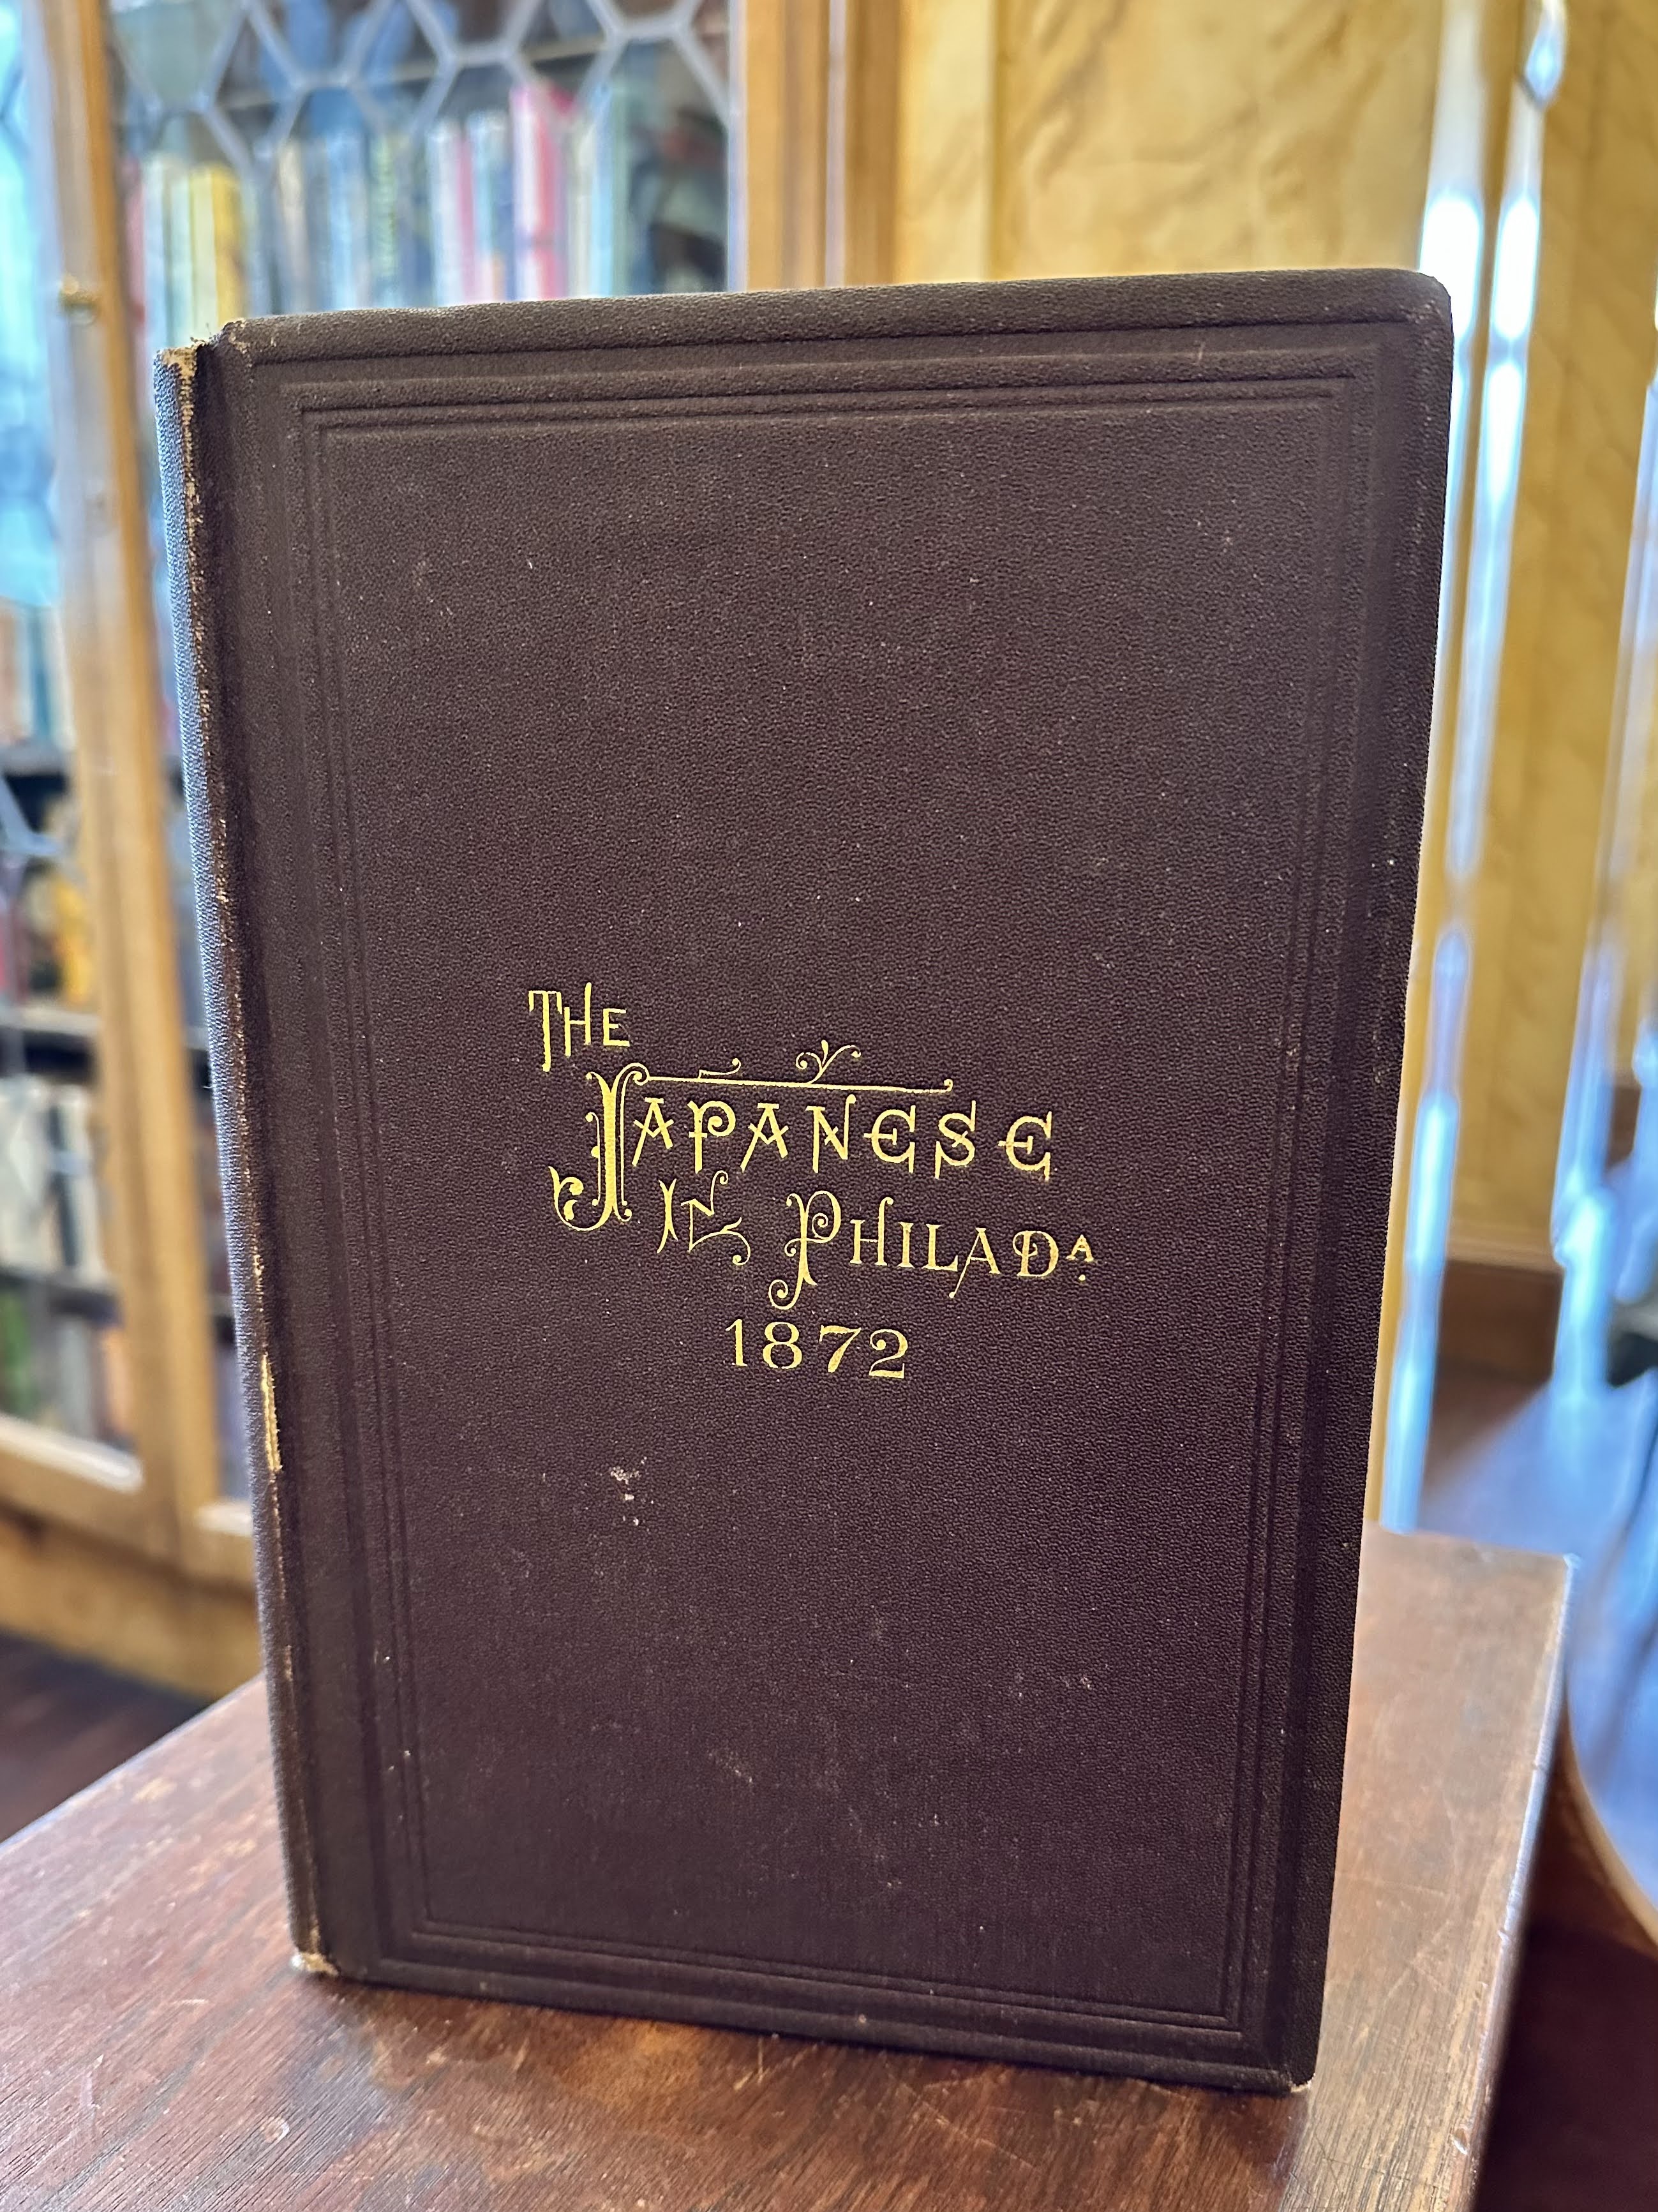 THE
JAPANESE
IN PHILADA.
1872